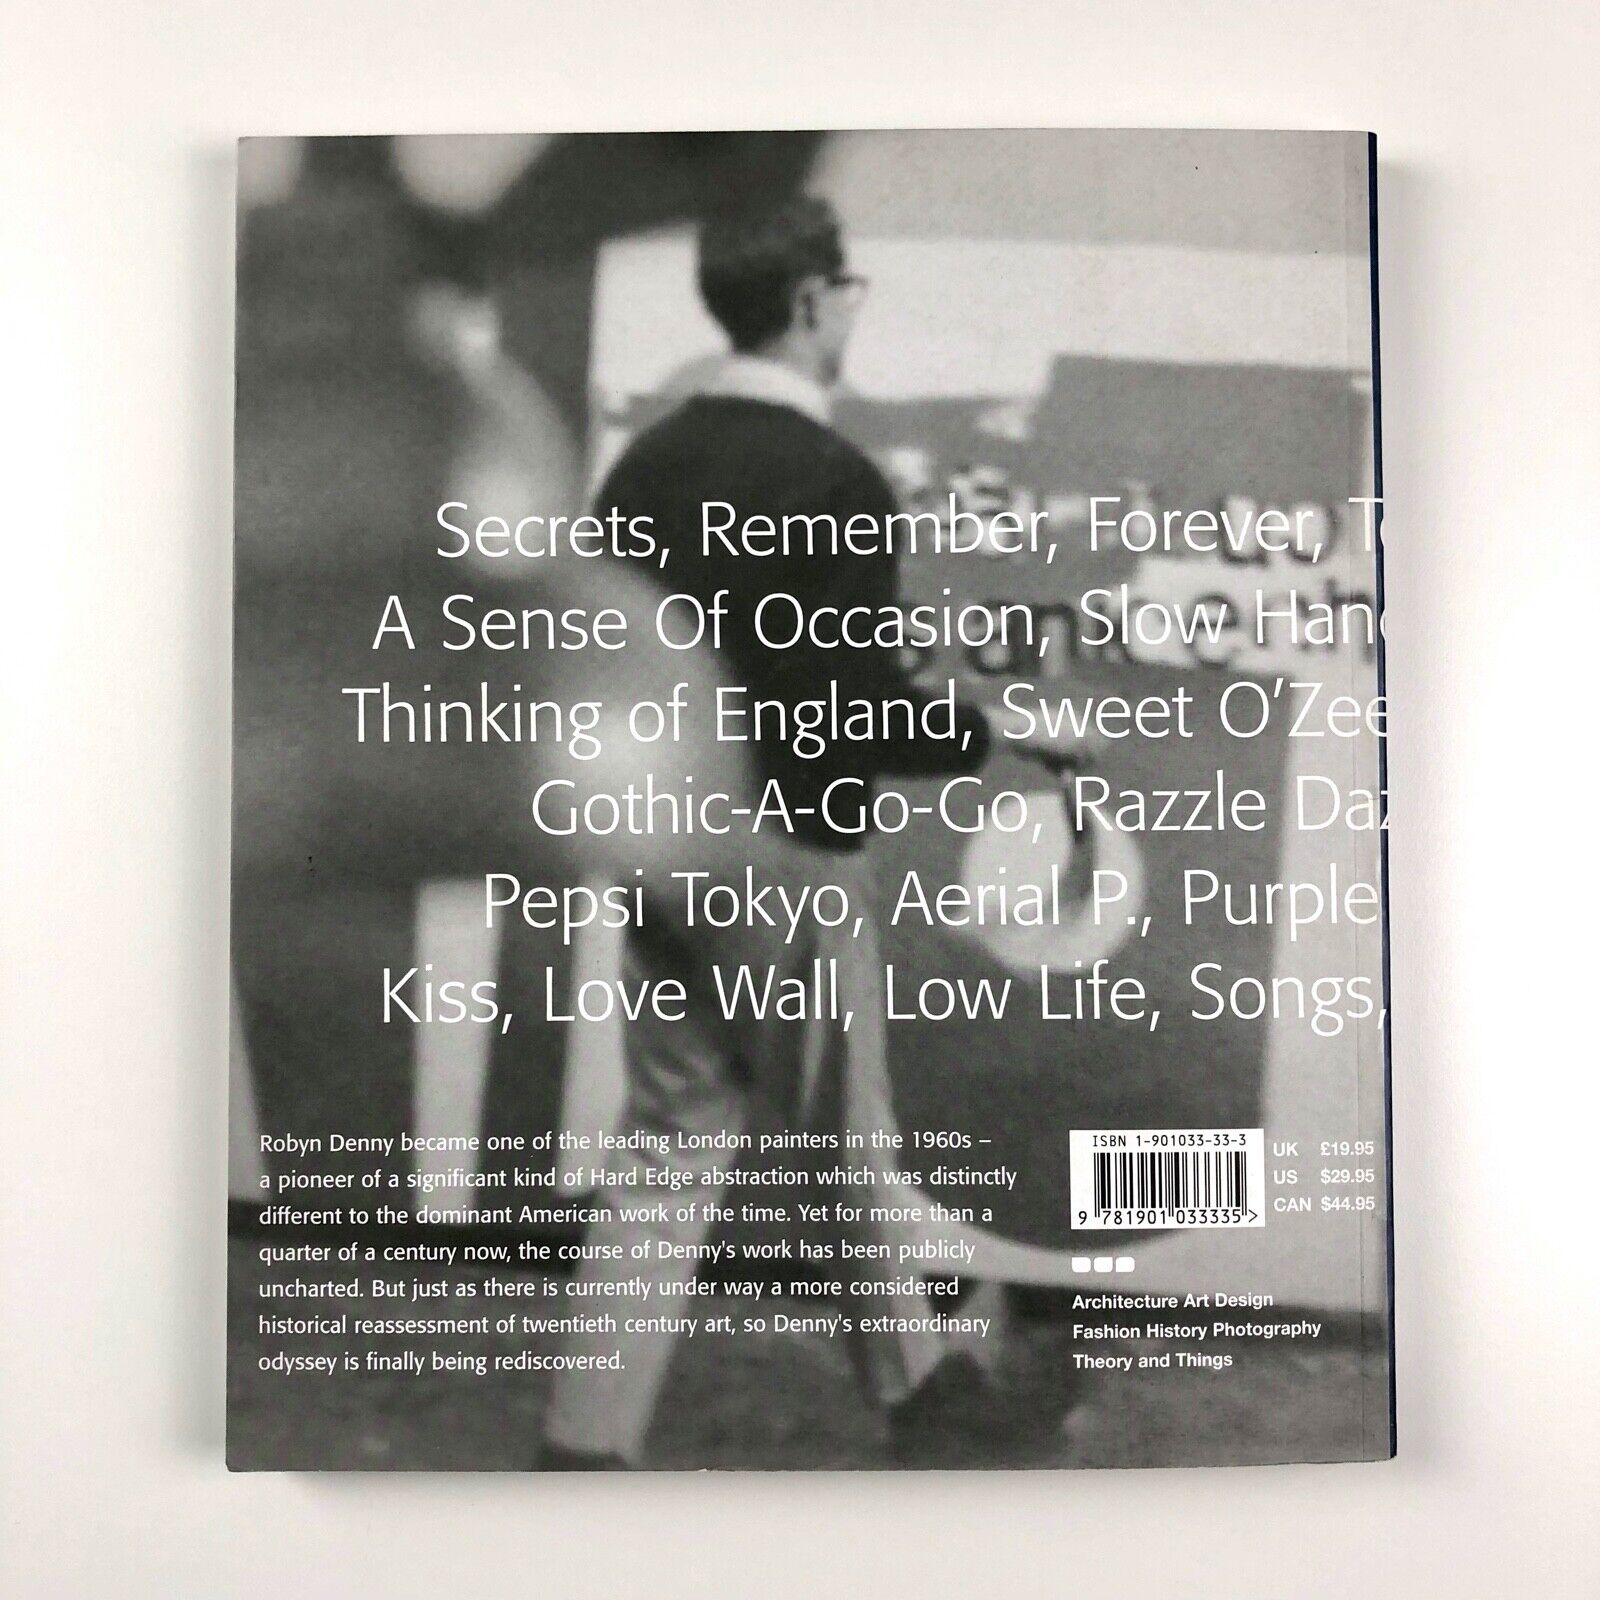 Secrets, Remember, Forever,
A Sense Of Occasion, Slow
Thinking of England, Sweet O'Zee
Gothic-A-Go-Go, Razzle
Pepsi Tokyo, Aerial P., Purple
Kiss, Love Wall, Low Life, Songs,
Robyn Denny became one of the leading London painters in the 1960s –
a pioneer of a significant kind of Hard Edge abstraction which was distinctly
different to the dominant American work of the time. Yet for more than a
quarter of a century now, the course of Denny's work has been publicly
uncharted. But just as there is currently under way a more considered
historical reassessment of twentieth century art, so Denny's extraordinary
odyssey is finally being rediscovered.
ISBN 1-901033-33-3
9 781901 033335 >
UK £19.95
US $29.95
CAN $44.95
Architecture Art Design
Fashion History Photography
Theory and Things